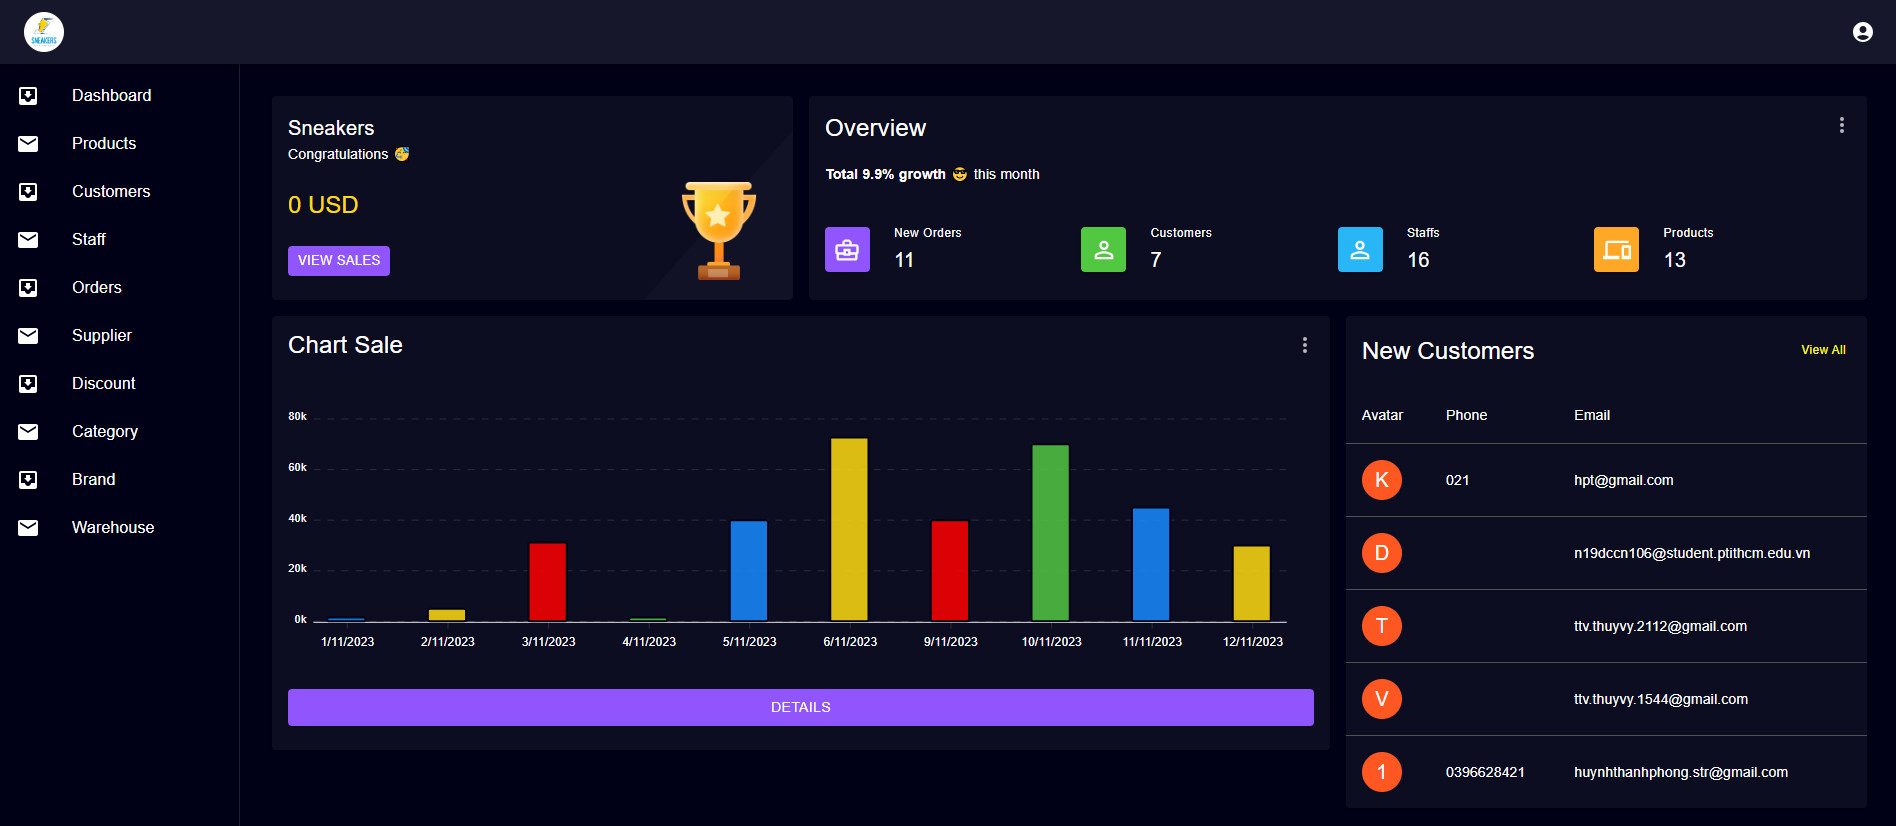 SNEAKERS
Dashboard
Products
Customers
Staff
Orders
Supplier
Discount
Category
Brand
Warehouse
Sneakers
Congratulations 🥳
0 USD
VIEW SALES
Overview
Total 9.9% growth 😎 this month
New Orders
11
Customers
7
Staffs
16
Products
13
Chart Sale
80k
60k
40k
20k
0k
1/11/2023 2/11/2023 3/11/2023 4/11/2023 5/11/2023 6/11/2023 9/11/2023 10/11/2023 11/11/2023 12/11/2023
DETAILS
New Customers View All
Avatar Phone Email
K 021 hpt@gmail.com
D n19dccn106@student.ptithcm.edu.vn
T ttv.thuyvy.2112@gmail.com
V ttv.thuyvy.1544@gmail.com
1 0396628421 huynhthanhphong.str@gmail.com